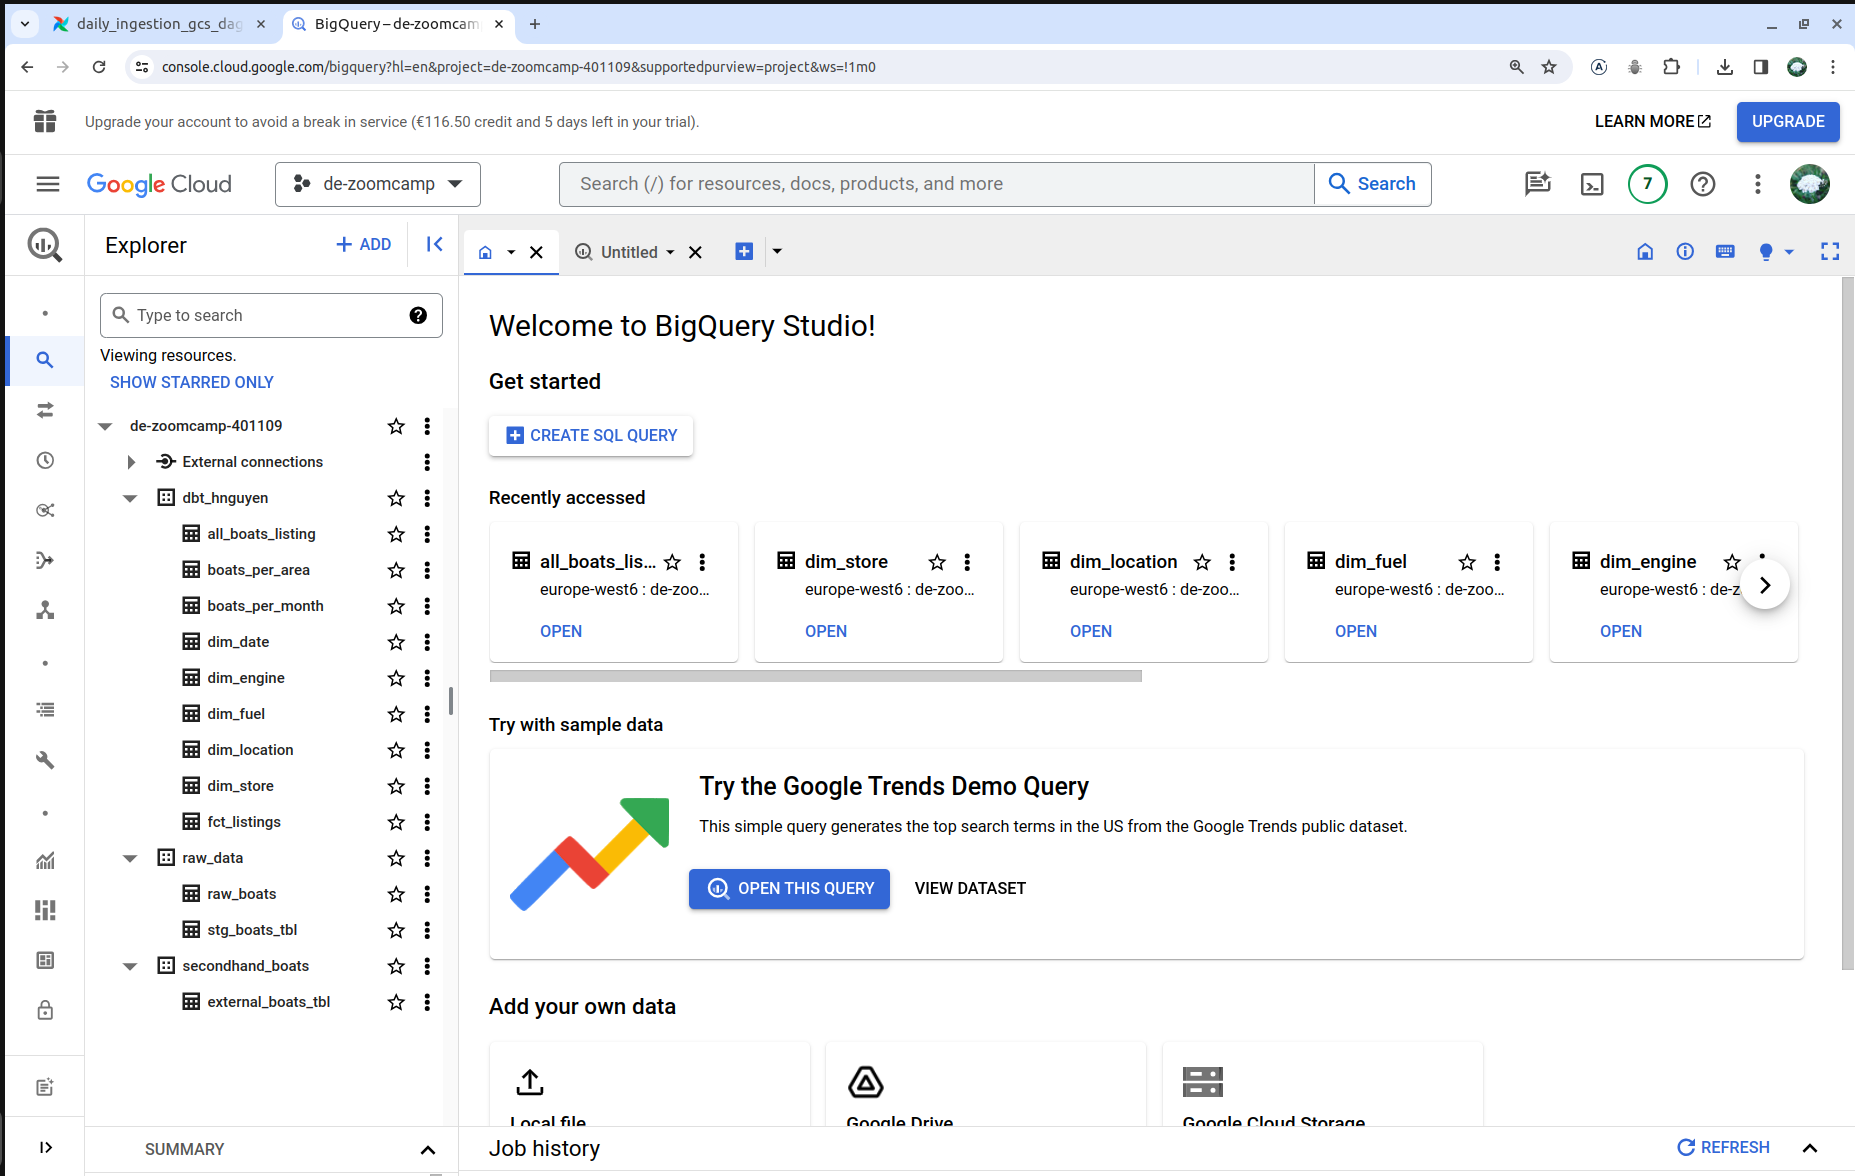 daily_ingestion_gcs_dag
BigQuery – de-zoomcamp
console.cloud.google.com/bigquery?hl=en&project=de-zoomcamp-401109&supportedpurview=project&ws=!1m0
Upgrade your account to avoid a break in service (€116.50 credit and 5 days left in your trial).
LEARN MORE
UPGRADE
Google Cloud
de-zoomcamp
Search (/) for resources, docs, products, and more
Search
7
Explorer
+ ADD
Untitled
Type to search
Viewing resources.
SHOW STARRED ONLY
de-zoomcamp-401109
External connections
dbt_hnguyen
all_boats_listing
boats_per_area
boats_per_month
dim_date
dim_engine
dim_fuel
dim_location
dim_store
fct_listings
raw_data
raw_boats
stg_boats_tbl
secondhand_boats
external_boats_tbl
SUMMARY
Welcome to BigQuery Studio!
Get started
CREATE SQL QUERY
Recently accessed
all_boats_lis...
europe-west6 : de-zoo...
OPEN
dim_store
europe-west6 : de-zoo...
OPEN
dim_location
europe-west6 : de-zoo...
OPEN
dim_fuel
europe-west6 : de-zoo...
OPEN
dim_engine
europe-west6 : de-z
OPEN
Try with sample data
Try the Google Trends Demo Query
This simple query generates the top search terms in the US from the Google Trends public dataset.
OPEN THIS QUERY
VIEW DATASET
Add your own data
Local file
Google Drive
Google Cloud Storage
Job history
REFRESH